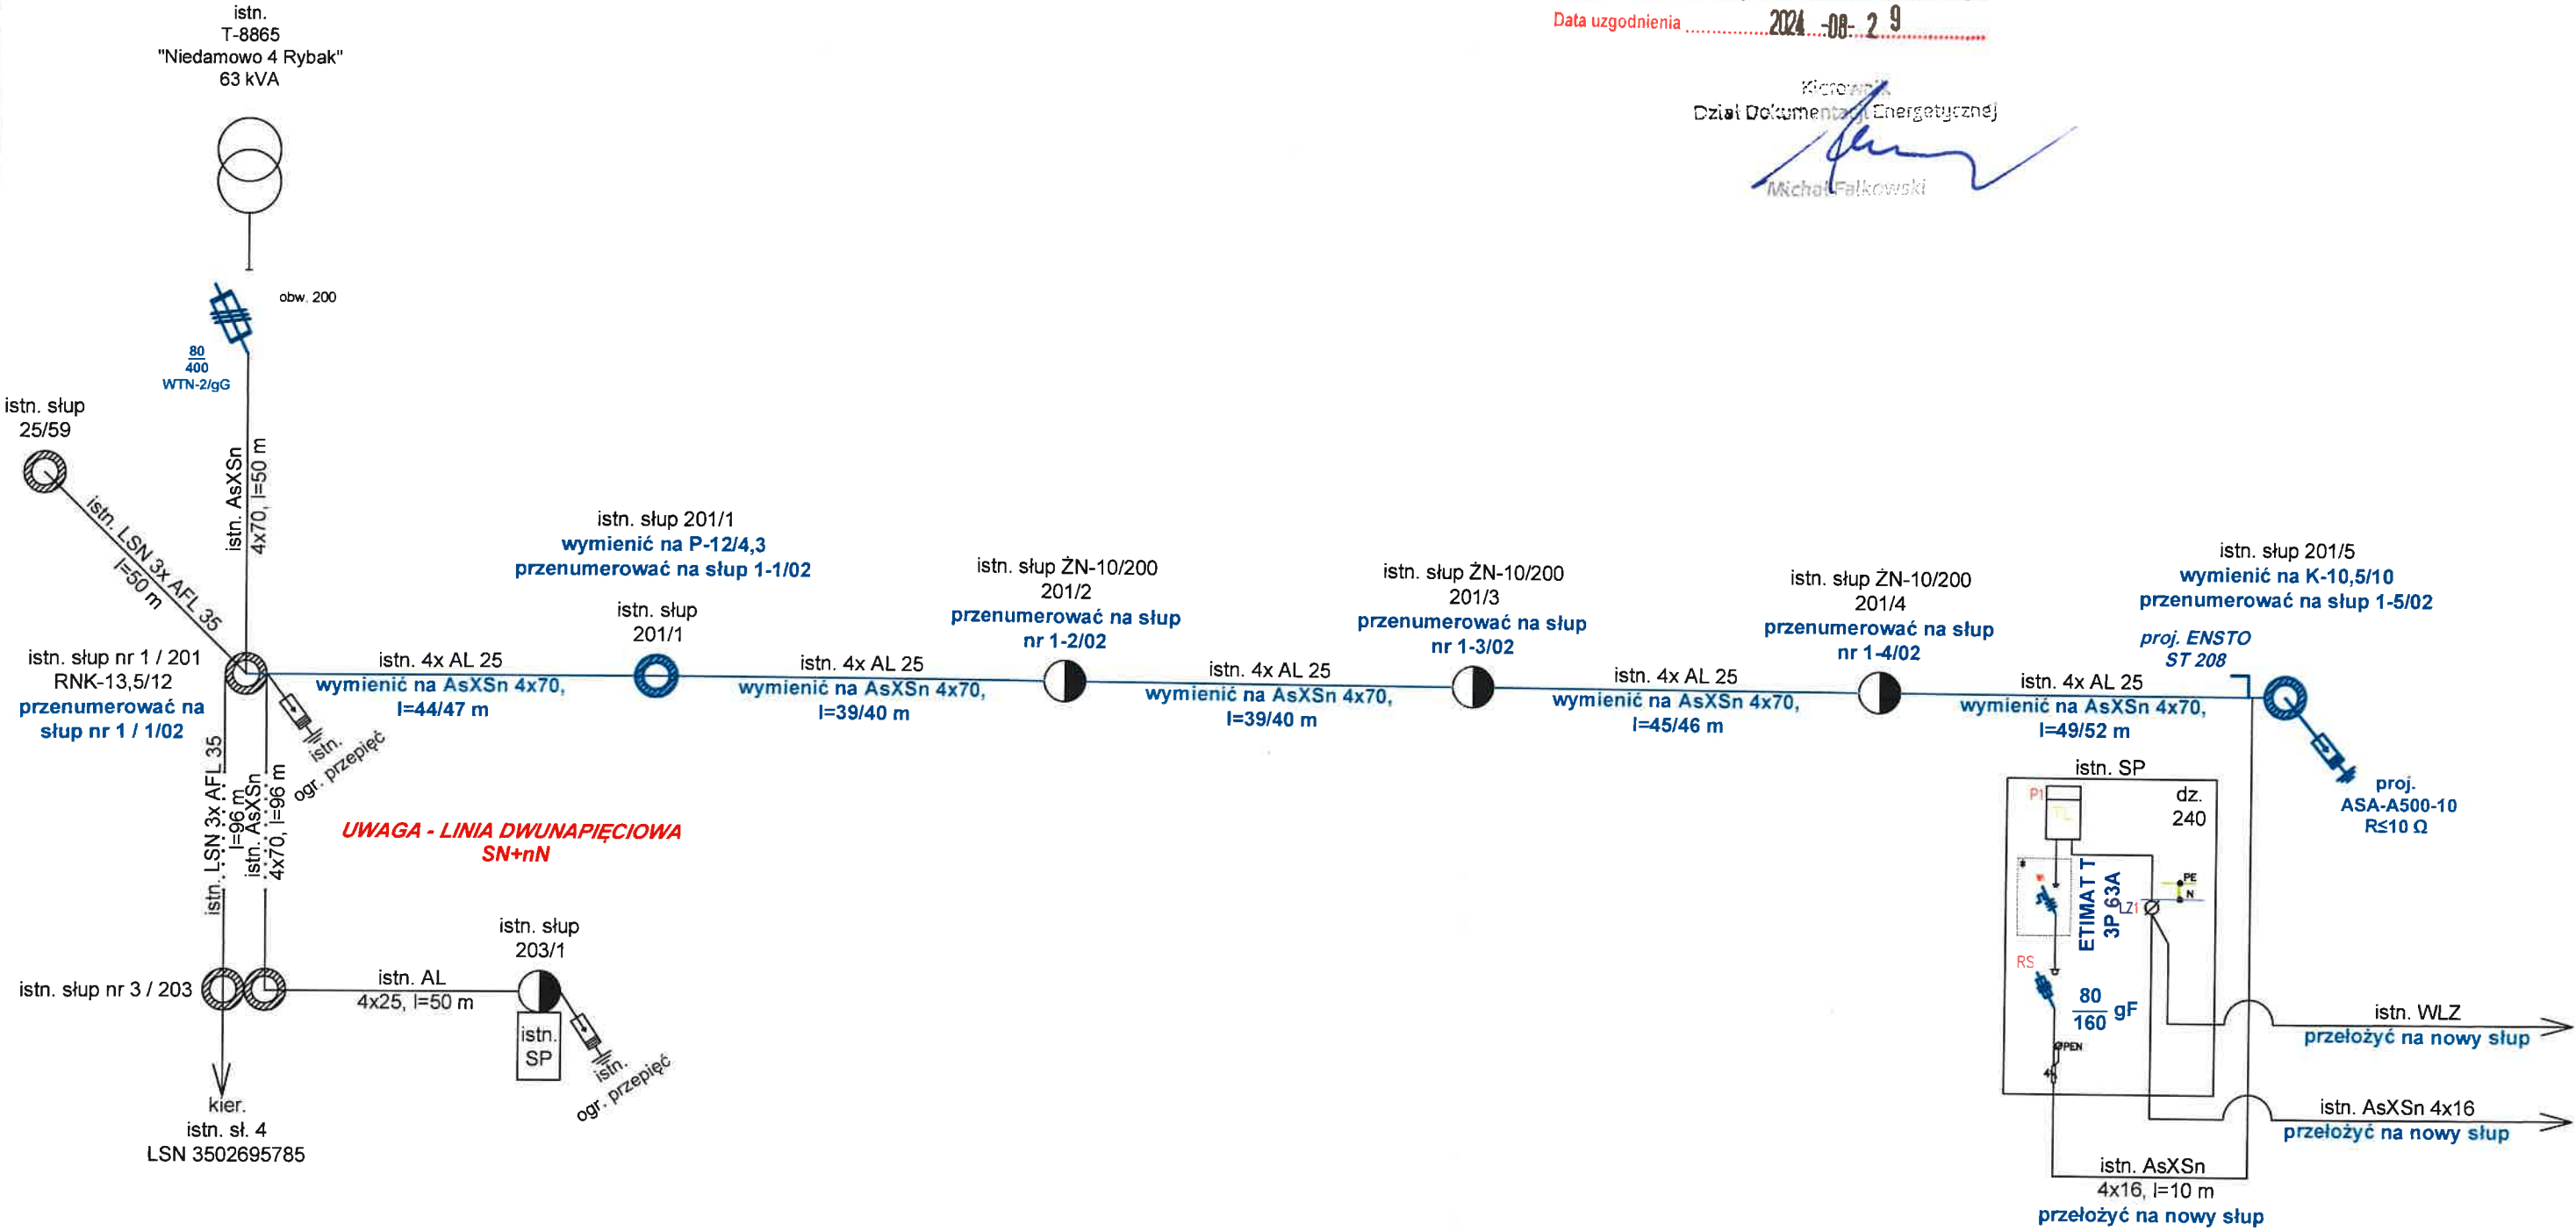 istn.
T-8865
"Niedamowo 4 Rybak"
63 kVA
Data uzgodnienia 2024 -08- 2 9
Kierownik
Dział Dokumentacji Energetycznej
Michał Falkowski
obw. 200
80
400
WTN-2/gG
istn. słup
25/59
istn. LSN 3x AFL 35
l=50 m
istn. AsXSn
4x70, l=50 m
istn. słup nr 1 / 201
RNK-13,5/12
przenumerować na
słup nr 1 / 1/02
istn. 4x AL 25
wymienić na AsXSn 4x70,
l=44/47 m
istn.
ogr. przepięć
istn. słup 201/1
wymienić na P-12/4,3
przenumerować na słup 1-1/02
istn. słup
201/1
istn. 4x AL 25
wymienić na AsXSn 4x70,
l=39/40 m
istn. słup ŻN-10/200
201/2
przenumerować na słup
nr 1-2/02
istn. 4x AL 25
wymienić na AsXSn 4x70,
l=39/40 m
istn. słup ŻN-10/200
201/3
przenumerować na słup
nr 1-3/02
istn. 4x AL 25
wymienić na AsXSn 4x70,
l=45/46 m
istn. słup ŻN-10/200
201/4
przenumerować na słup
nr 1-4/02
istn. 4x AL 25
wymienić na AsXSn 4x70,
l=49/52 m
istn. słup 201/5
wymienić na K-10,5/10
przenumerować na słup 1-5/02
proj. ENSTO
ST 208
proj.
ASA-A500-10
R≤10 Ω
istn. LSN 3x AFL 35
l=96 m
istn. AsXSn
4x70, l=96 m
UWAGA - LINIA DWUNAPIĘCIOWA
SN+nN
istn. słup nr 3 / 203
istn. AL
4x25, l=50 m
istn. słup
203/1
istn.
SP
istn.
ogr. przepięć
kier.
istn. sł. 4
LSN 3502695785
istn. SP
dz.
240
P1
TL
ETIMAT T
3P 63A
LZ1
PE
N
RS
80
160
gF
PEN
4
istn. WLZ
przełożyć na nowy słup
istn. AsXSn 4x16
przełożyć na nowy słup
istn. AsXSn
4x16, l=10 m
przełożyć na nowy słup